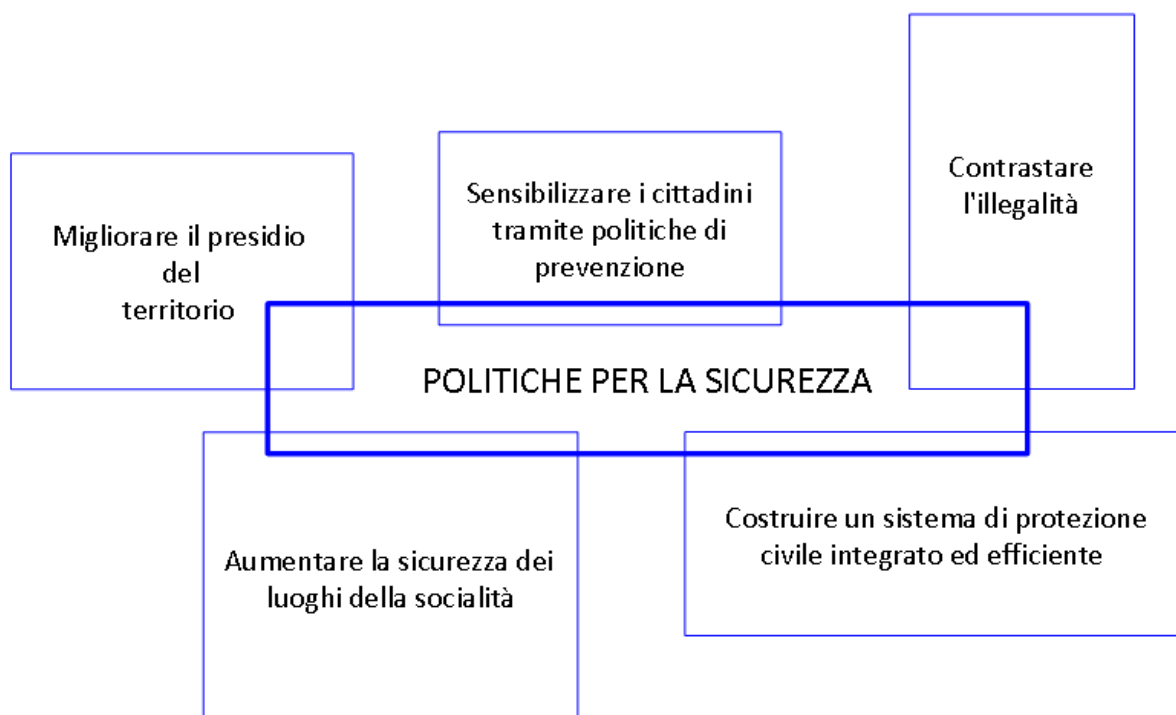 Migliorare il presidio
del
territorio
Sensibilizzare i cittadini
tramite politiche di
prevenzione
Contrastare
l'illegalità
POLITICHE PER LA SICUREZZA
Aumentare la sicurezza dei
luoghi della socialità
Costruire un sistema di protezione
civile integrato ed efficiente